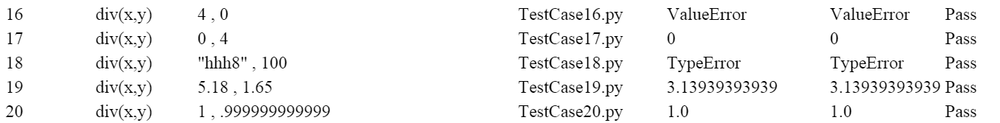 16 div(x,y) 4 , 0 TestCase16.py ValueError ValueError Pass
17 div(x,y) 0 , 4 TestCase17.py 0 0 Pass
18 div(x,y) "hhh8" , 100 TestCase18.py TypeError TypeError Pass
19 div(x,y) 5.18 , 1.65 TestCase19.py 3.13939393939 3.13939393939 Pass
20 div(x,y) 1 , .999999999999 TestCase20.py 1.0 1.0 Pass